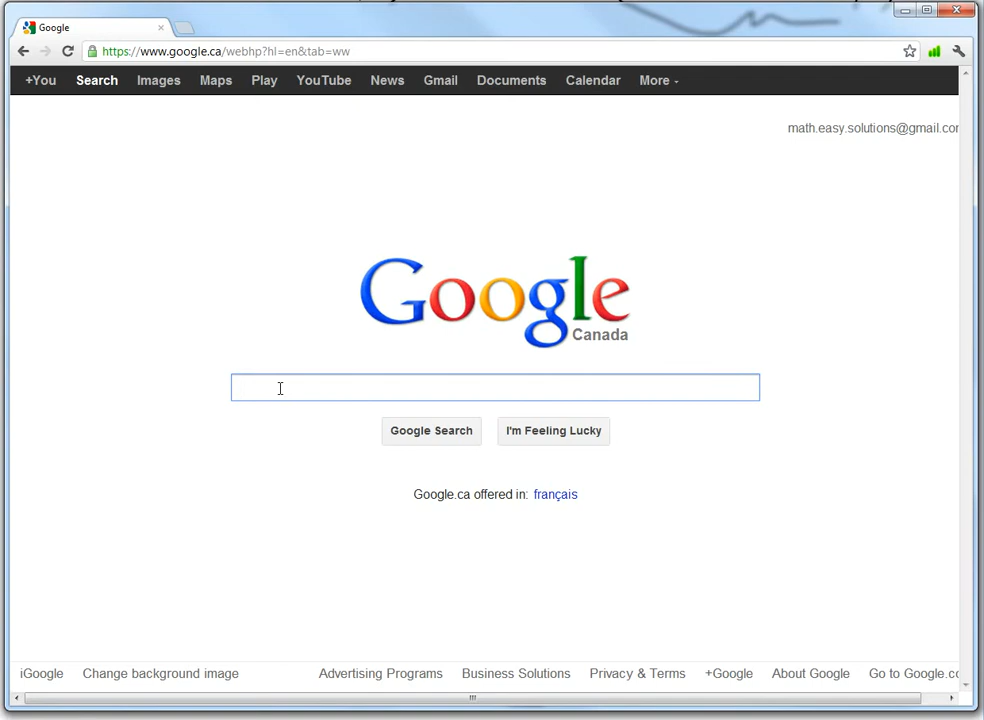 Google
https://www.google.ca/webhp?hl=en&tab=ww
+You Search Images Maps Play YouTube News Gmail Documents Calendar More
math.easy.solutions@gmail.cor
Google
Canada
Google Search I'm Feeling Lucky
Google.ca offered in: français
iGoogle Change background image Advertising Programs Business Solutions Privacy & Terms +Google About Google Go to Google.co